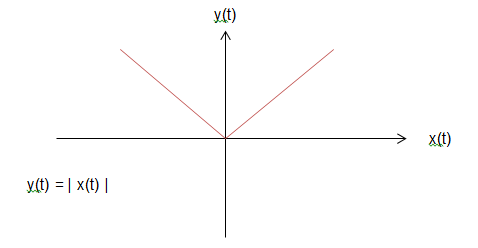 y(t)
x(t)
y(t) = | x(t) |